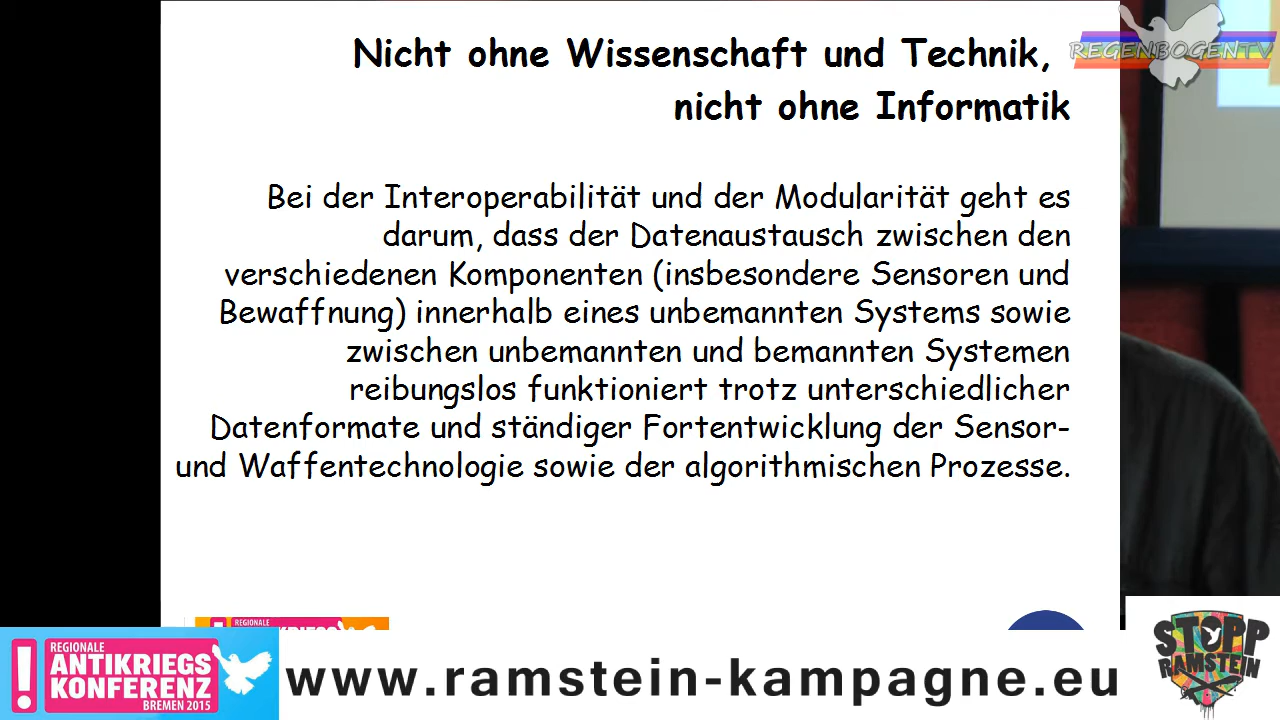 Nicht ohne Wissenschaft und Technik,
nicht ohne Informatik
REGENBOGENTV
Bei der Interoperabilität und der Modularität geht es
darum, dass der Datenaustausch zwischen den
verschiedenen Komponenten (insbesondere Sensoren und
Bewaffnung) innerhalb eines unbemannten Systems sowie
zwischen unbemannten und bemannten Systemen
reibungslos funktioniert trotz unterschiedlicher
Datenformate und ständiger Fortentwicklung der Sensor-
und Waffentechnologie sowie der algorithmischen Prozesse.
REGIONALE
! REGIONALE
ANTIKRIEGS
KONFERENZ
BREMEN 2015
www.ramstein-kampagne.eu
STOPP
RAMSTEIN